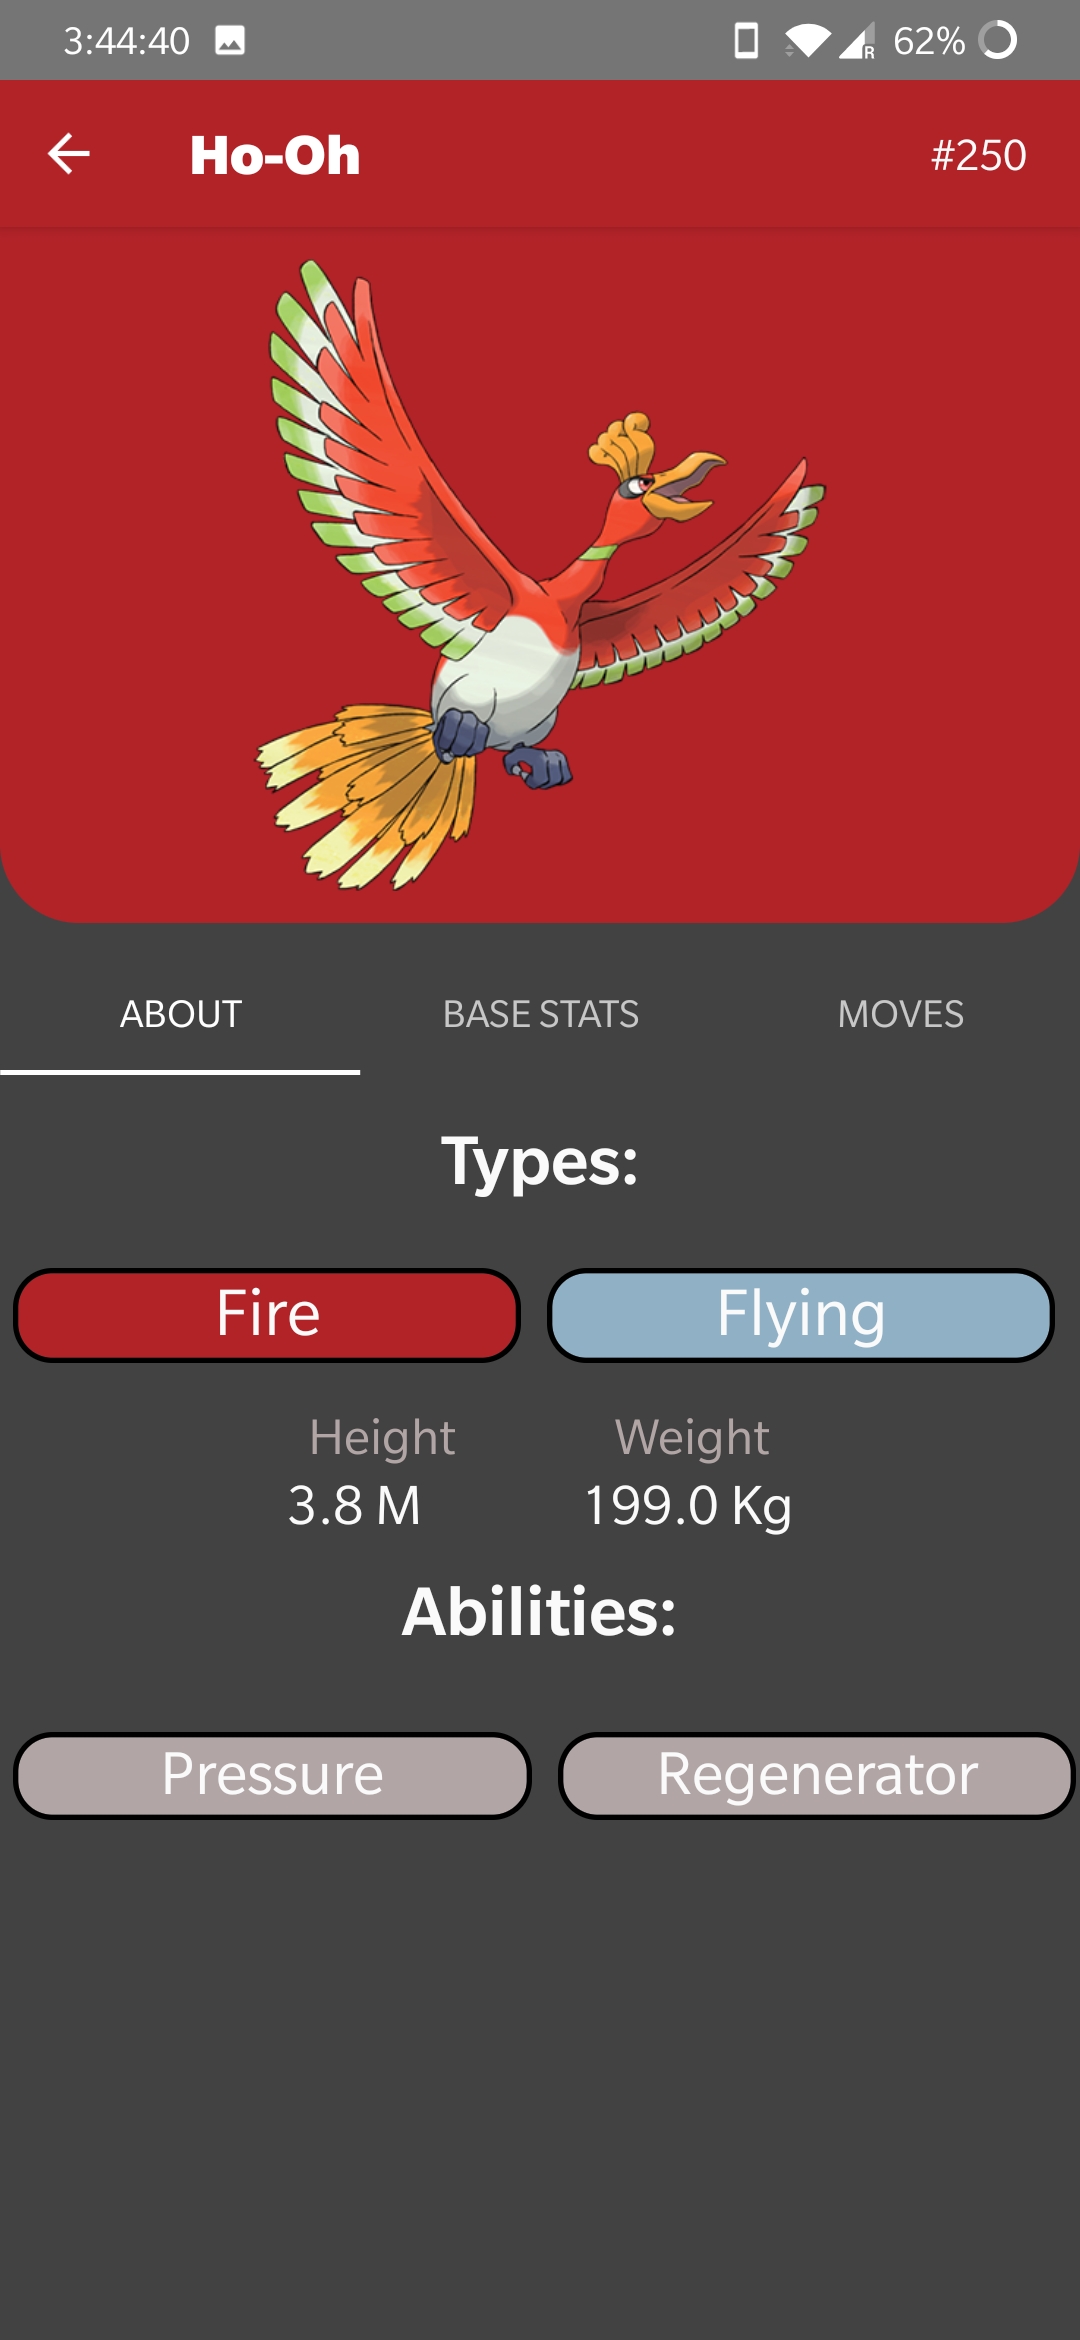 3:44:40 R 62%
Ho-Oh #250
ABOUT BASE STATS MOVES
Types:
Fire Flying
Height Weight
3.8 M 199.0 Kg
Abilities:
Pressure Regenerator